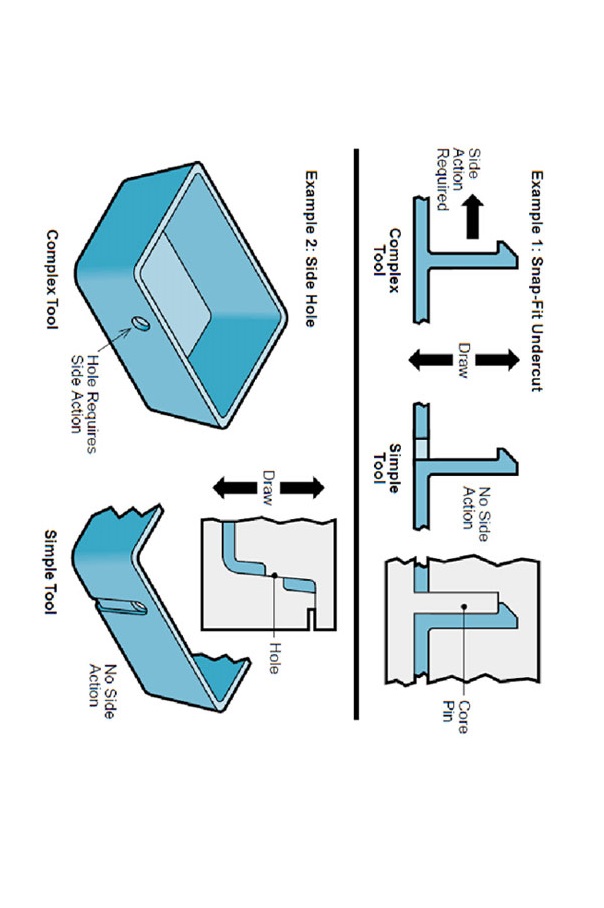 Example 1: Snap-Fit Undercut
Side
Action
Required
Complex
Tool
Draw
Simple
Tool
No Side
Action
Core
Pin
Example 2: Side Hole
Complex Tool
Hole Requires
Side Action
Draw
Hole
Simple Tool
No Side
Action